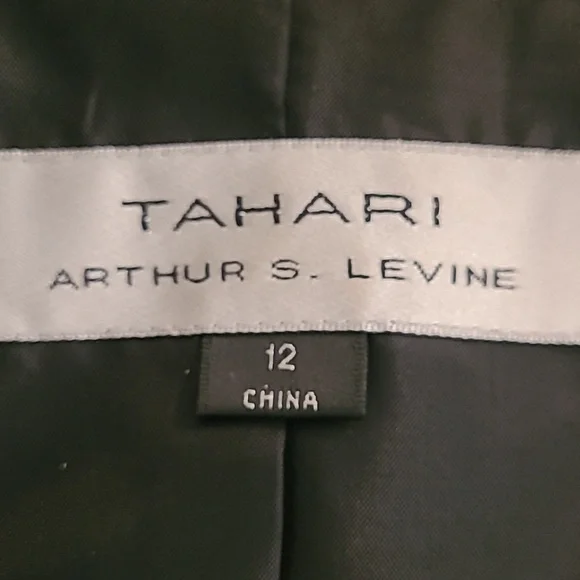 TAHARI
ARTHUR S. LEVINE
12
CHINA